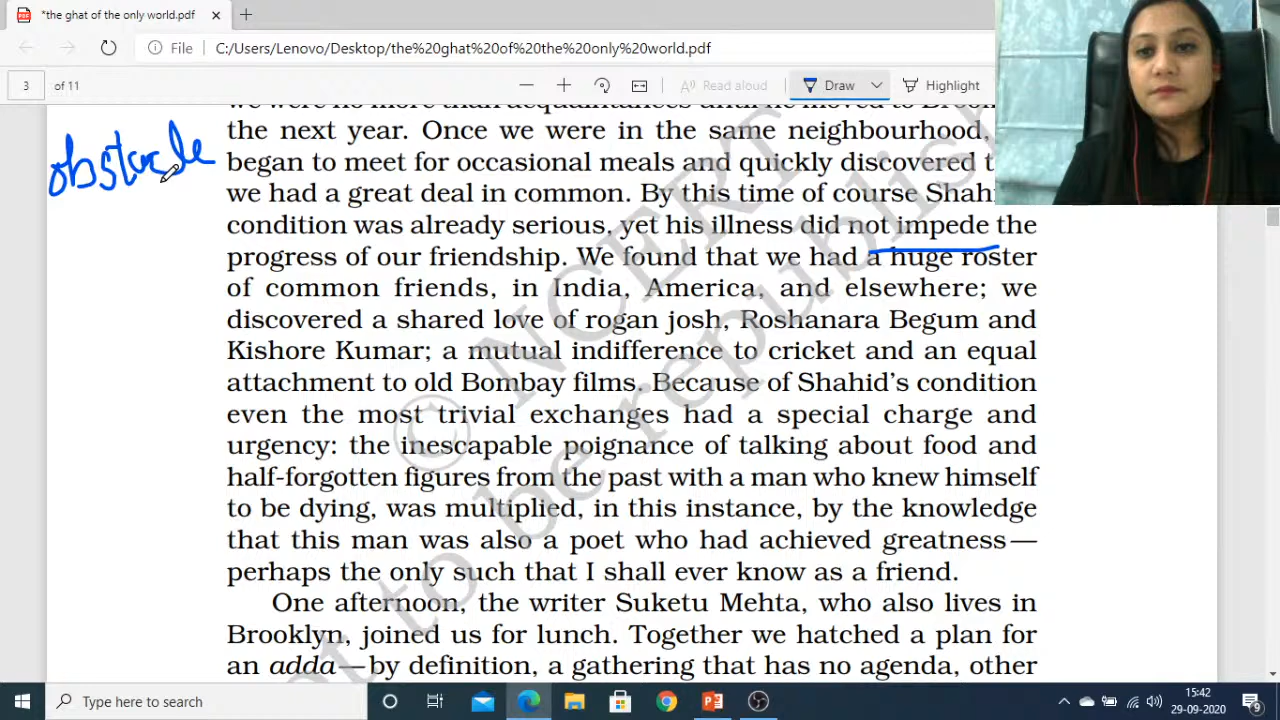 *the ghat of the only world.pdf
File C:/Users/Lenovo/Desktop/the%20ghat%20of%20the%20only%20world.pdf
3 of 11 Read aloud Draw Highlight
the next year. Once we were in the same neighbourhood,
obstacle
began to meet for occasional meals and quickly discovered
we had a great deal in common. By this time of course
condition was already serious, yet his illness did not impede the
progress of our friendship. We found that we had a huge roster
of common friends, in India, America, and elsewhere; we
discovered a shared love of rogan josh, Roshanara Begum and
Kishore Kumar; a mutual indifference to cricket and an equal
attachment to old Bombay films. Because of Shahid's condition
even the most trivial exchanges had a special charge and
urgency: the inescapable poignance of talking about food and
half-forgotten figures from the past with a man who knew himself
to be dying, was multiplied, in this instance, by the knowledge
that this man was also a poet who had achieved greatness—
perhaps the only such that I shall ever know as a friend.
One afternoon, the writer Suketu Mehta, who also lives in
Brooklyn, joined us for lunch. Together we hatched a plan for
an adda—by definition, a gathering that has no agenda, other
© NCERT
not to be republish
Type here to search
15:42
29-09-2020
9